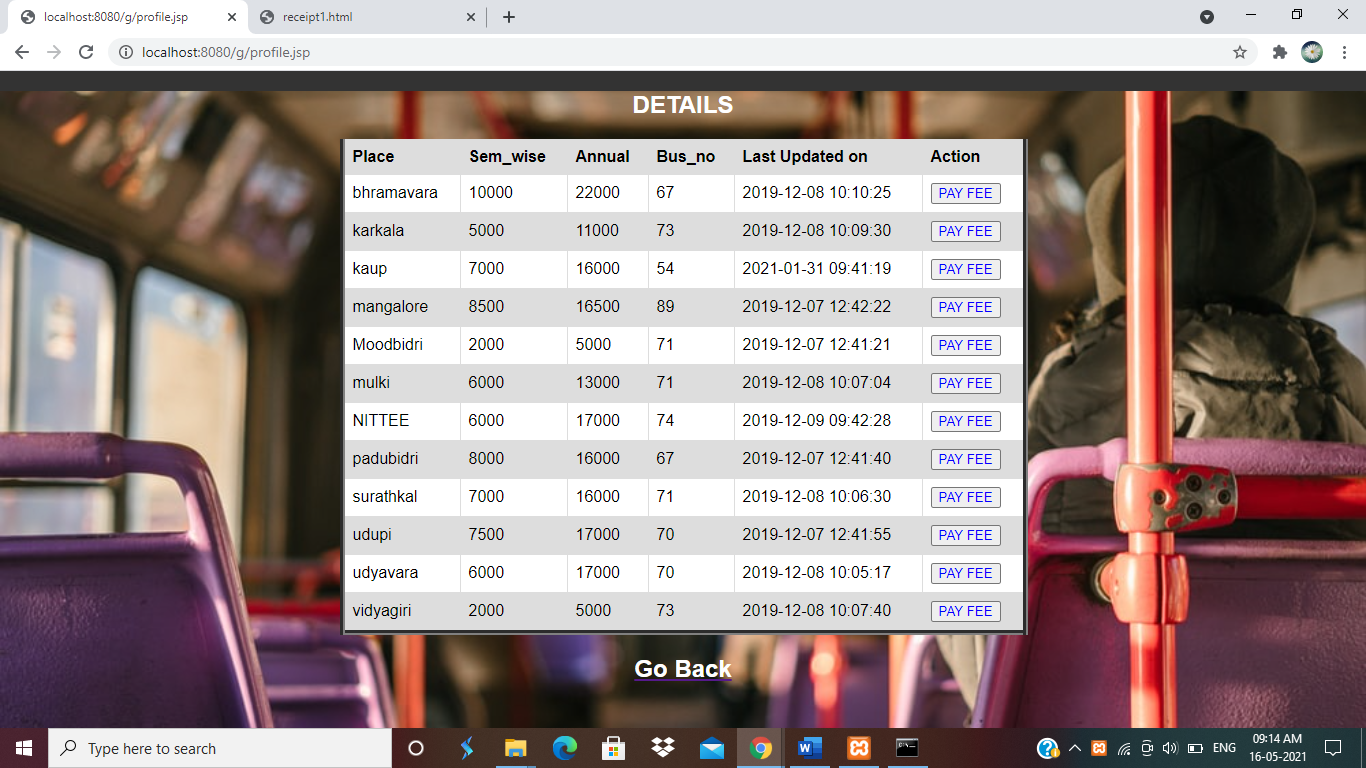 localhost:8080/g/profile.jsp
receipt1.html
localhost:8080/g/profile.jsp
DETAILS
Place Sem_wise Annual Bus_no Last Updated on Action
bhramavara 10000 22000 67 2019-12-08 10:10:25 PAY FEE
karkala 5000 11000 73 2019-12-08 10:09:30 PAY FEE
kaup 7000 16000 54 2021-01-31 09:41:19 PAY FEE
mangalore 8500 16500 89 2019-12-07 12:42:22 PAY FEE
Moodbidri 2000 5000 71 2019-12-07 12:41:21 PAY FEE
mulki 6000 13000 71 2019-12-08 10:07:04 PAY FEE
NITTEE 6000 17000 74 2019-12-09 09:42:28 PAY FEE
padubidri 8000 16000 67 2019-12-07 12:41:40 PAY FEE
surathkal 7000 16000 71 2019-12-08 10:06:30 PAY FEE
udupi 7500 17000 70 2019-12-07 12:41:55 PAY FEE
udyavara 6000 17000 70 2019-12-08 10:05:17 PAY FEE
vidyagiri 2000 5000 73 2019-12-08 10:07:40 PAY FEE
Go Back
Type here to search
ENG
09:14 AM
16-05-2021